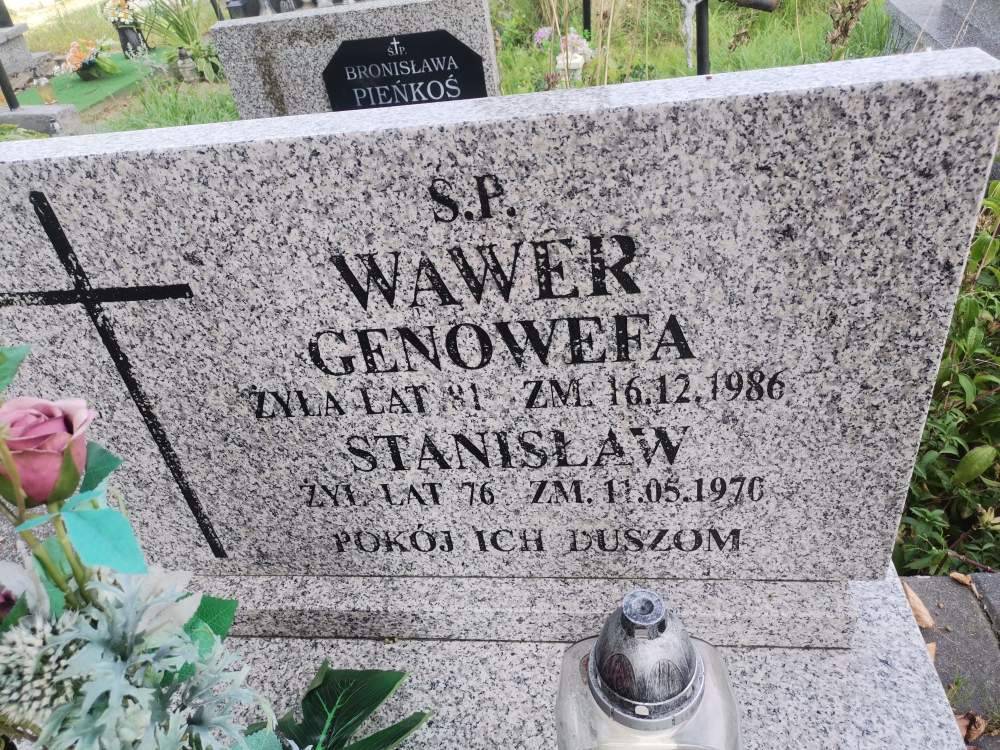 Ś.P.
BRONISŁAWA
PIEŃKOŚ
Ś.P.
WAWER
GENOWEFA
ŻYŁA LAT 81 ZM. 16.12.1986
STANISŁAW
ŻYŁ LAT 76 ZM. 11.05.1976
POKÓJ ICH DUSZOM